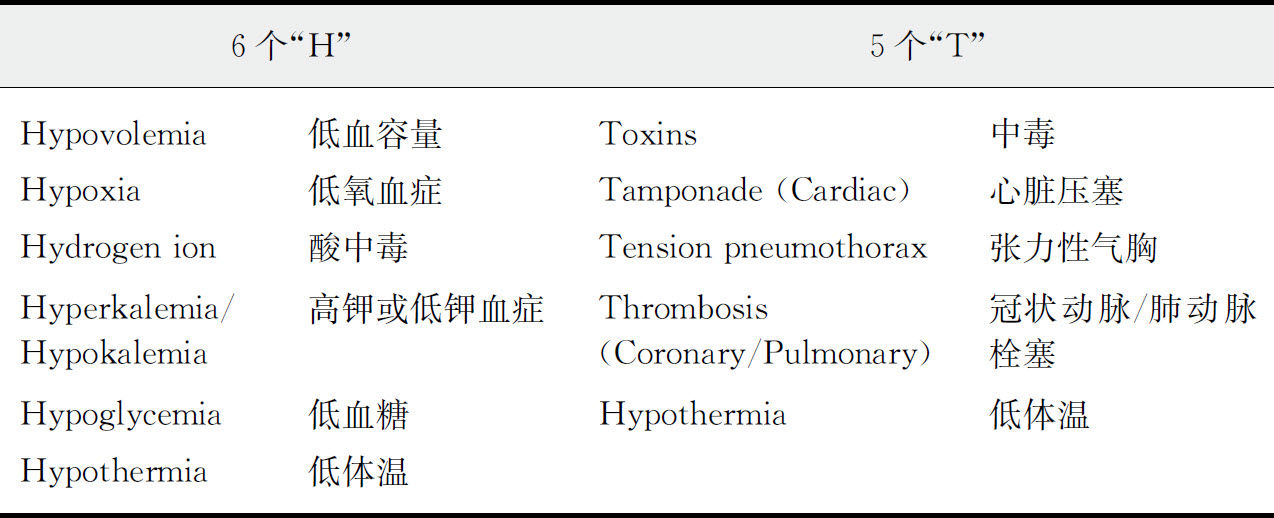 6个“H” 5个“T”
Hypovolemia 低血容量 Toxins 中毒
Hypoxia 低氧血症 Tamponade (Cardiac) 心脏压塞
Hydrogen ion 酸中毒 Tension pneumothorax 张力性气胸
Hyperkalemia/ 高钾或低钾血症 Thrombosis 冠状动脉/肺动脉
Hypokalemia (Coronary/Pulmonary) 栓塞
Hypoglycemia 低血糖 Hypothermia 低体温
Hypothermia 低体温